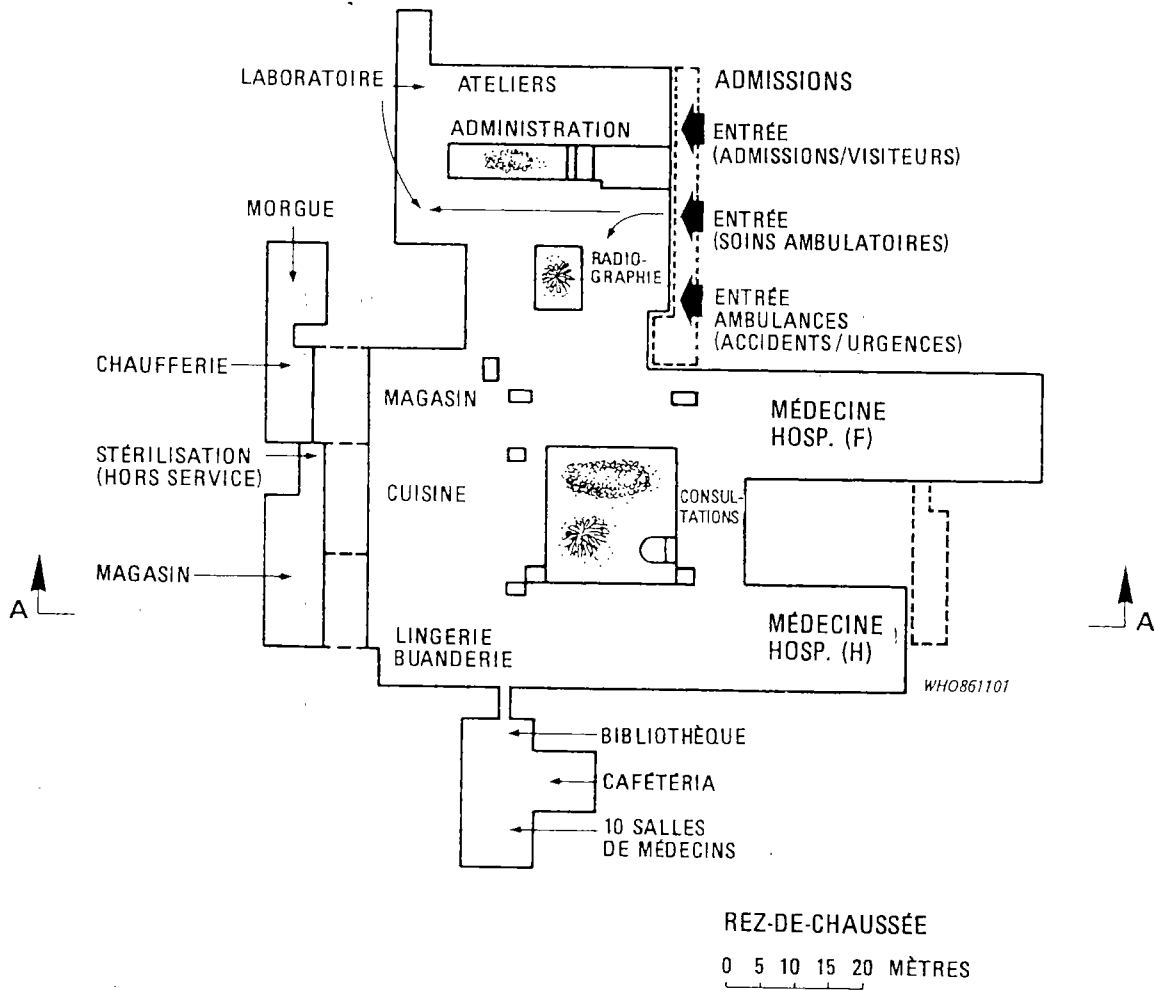 LABORATOIRE
ATELIERS
ADMISSIONS
ADMINISTRATION
ENTRÉE
(ADMISSIONS/VISITEURS)
MORGUE
ENTRÉE
(SOINS AMBULATOIRES)
RADIO-
GRAPHIE
ENTRÉE
AMBULANCES
(ACCIDENTS/URGENCES)
CHAUFFERIE
MAGASIN
MÉDECINE
HOSP. (F)
STÉRILISATION
(HORS SERVICE)
CUISINE
CONSUL-
TATIONS
MAGASIN
A
A
LINGERIE
BUANDERIE
MÉDECINE
HOSP. (H)
WHO861101
BIBLIOTHÈQUE
CAFÉTÉRIA
10 SALLES
DE MÉDECINS
REZ-DE-CHAUSSÉE
0 5 10 15 20 MÈTRES